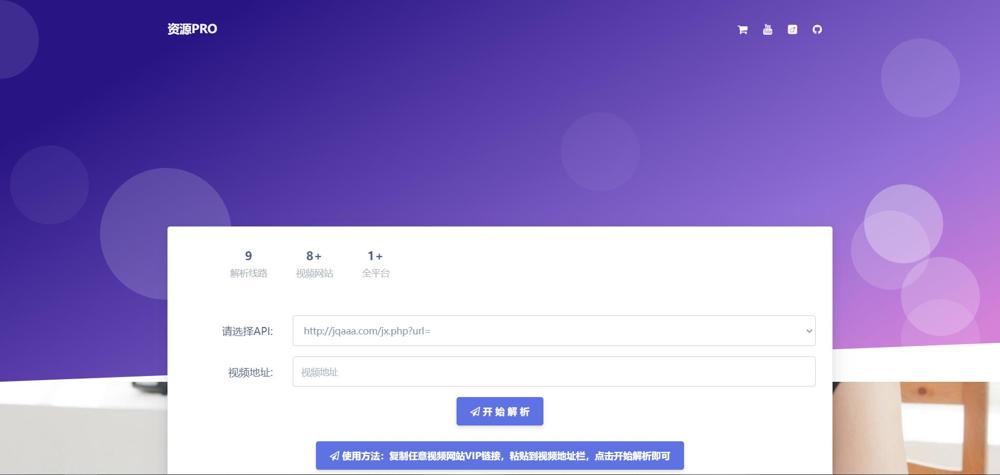 资源PRO
9
8+
1+
解析线路
视频网站
全平台
请选择API:
http://jqaaa.com/jx.php?url=
视频地址:
视频地址
开 始 解 析
使用方法：复制任意视频网站VIP链接，粘贴到视频地址栏，点击开始解析即可